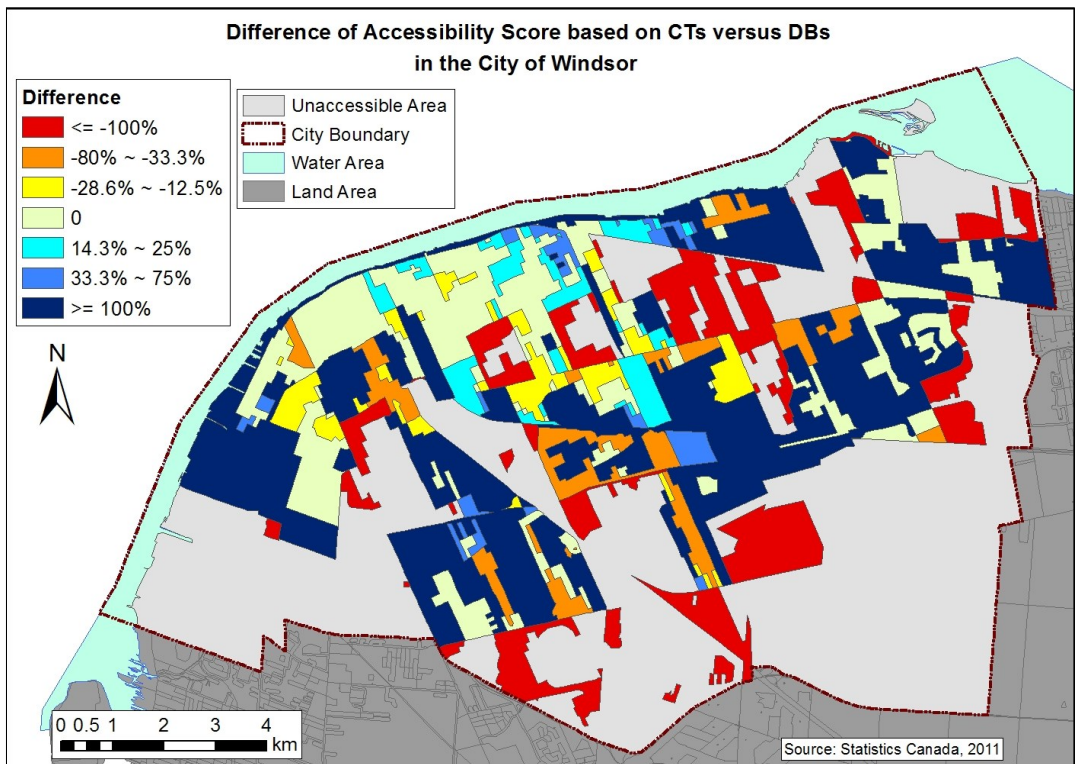 Difference of Accessibility Score based on CTs versus DBs
in the City of Windsor
Difference
<= -100%
-80% ~ -33.3%
-28.6% ~ -12.5%
0
14.3% ~ 25%
33.3% ~ 75%
>= 100%
Unaccessible Area
City Boundary
Water Area
Land Area
N
0 0.5 1 2 3 4
km
Source: Statistics Canada, 2011